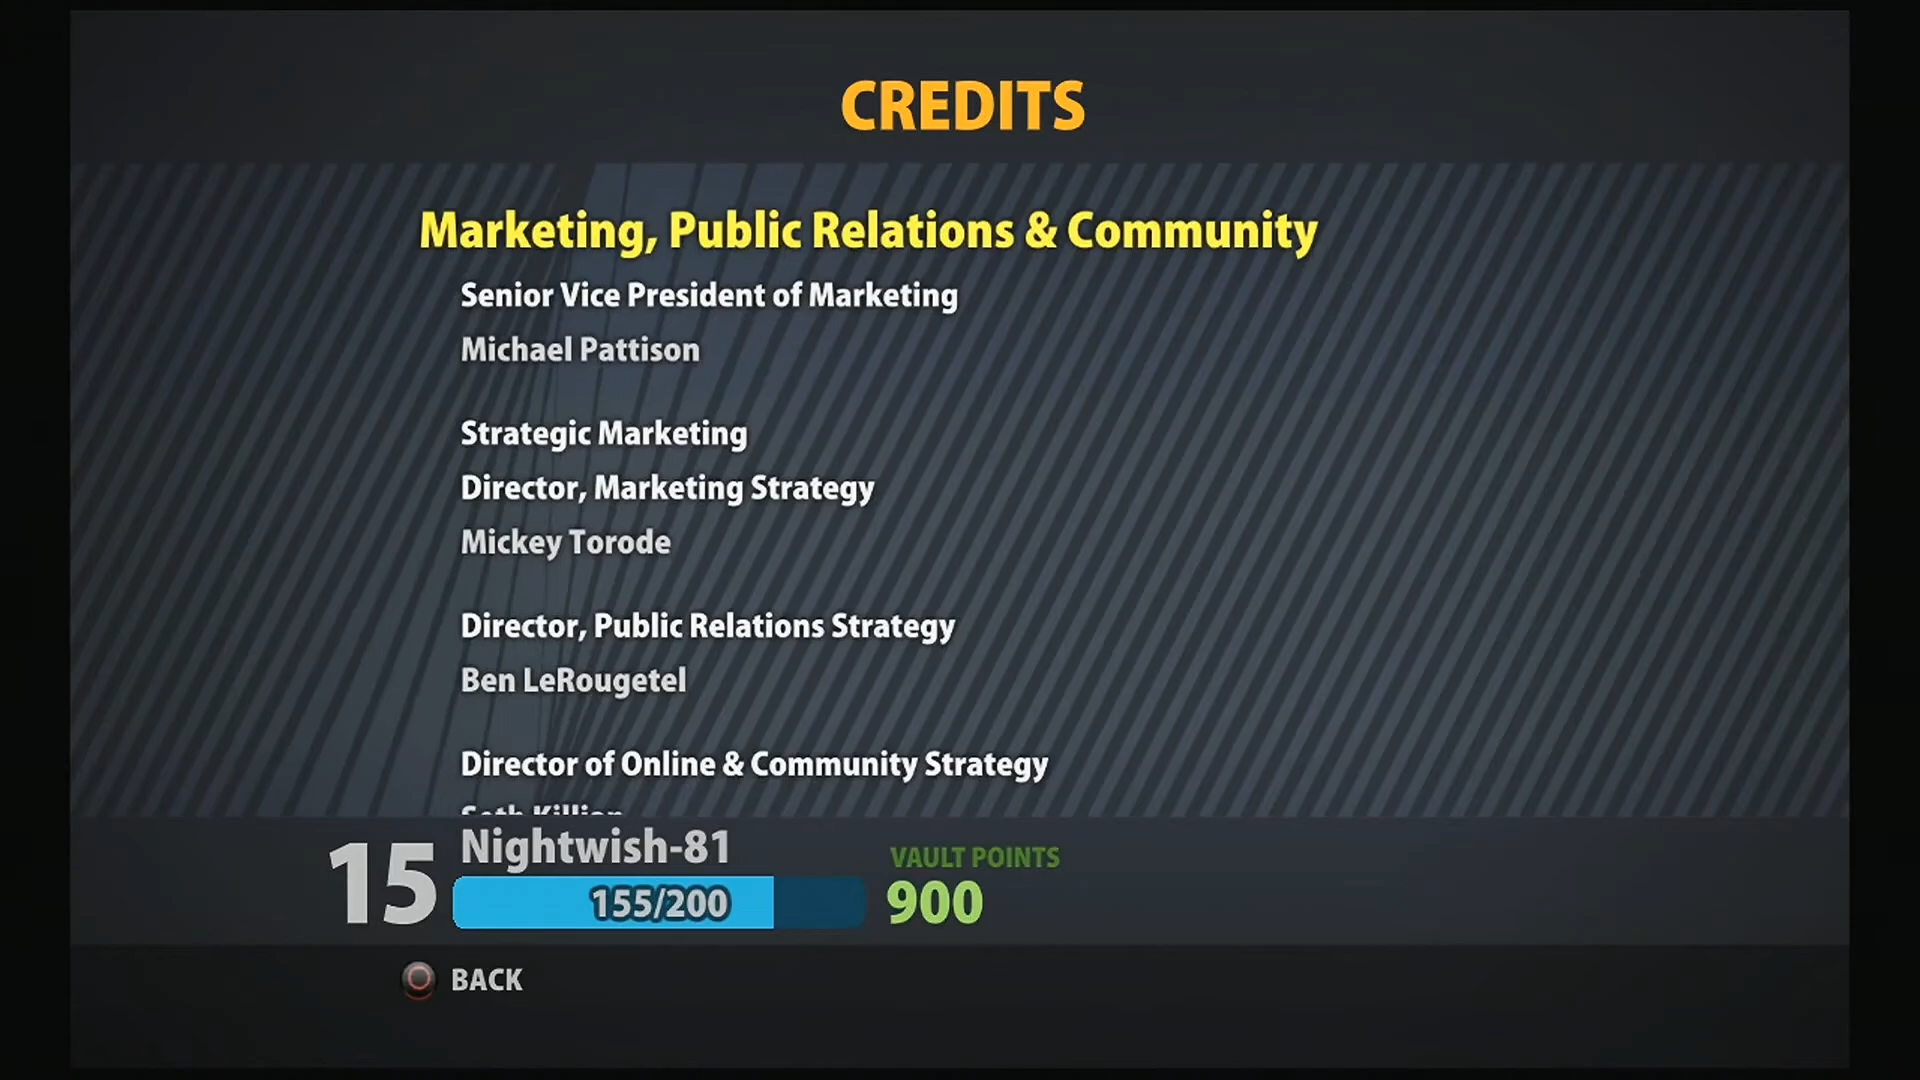 CREDITS
Marketing, Public Relations & Community
Senior Vice President of Marketing
Michael Pattison
Strategic Marketing
Director, Marketing Strategy
Mickey Torode
Director, Public Relations Strategy
Ben LeRougetel
Director of Online & Community Strategy
Seth Killian
15
Nightwish-81
155/200
VAULT POINTS
900
BACK